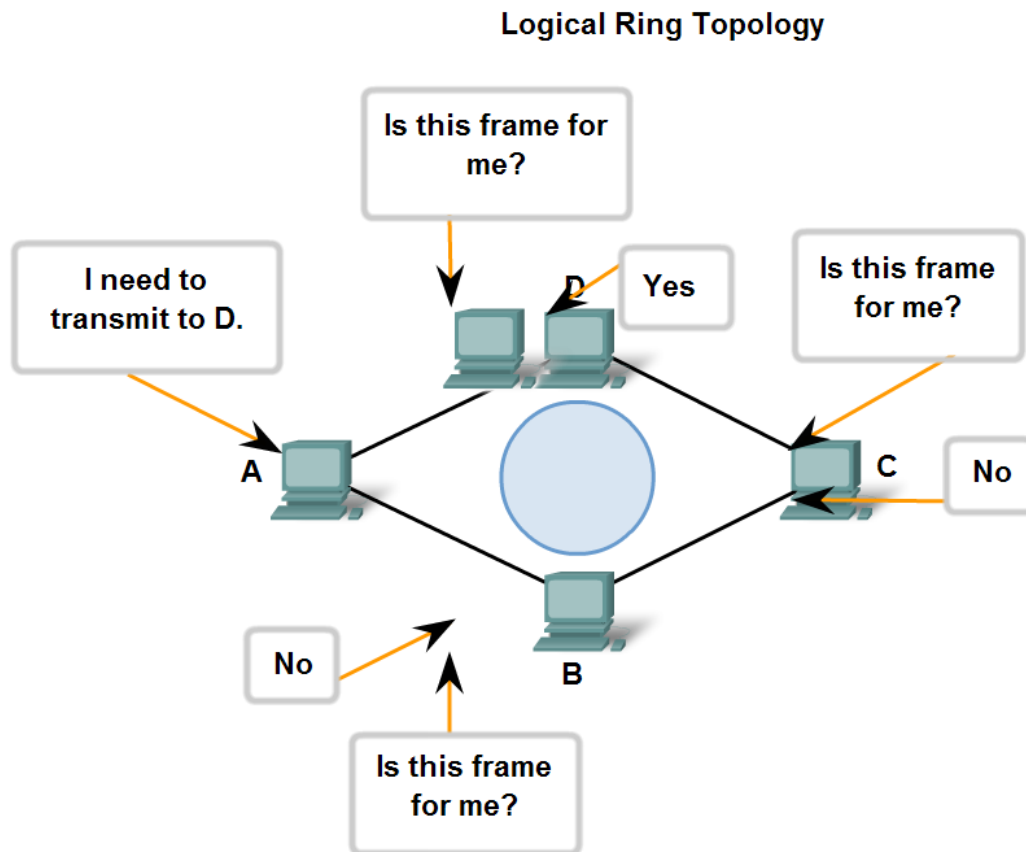 Logical Ring Topology
Is this frame for
me?
I need to
transmit to D.
D
Yes
Is this frame
for me?
A
C
No
No
B
Is this frame
for me?